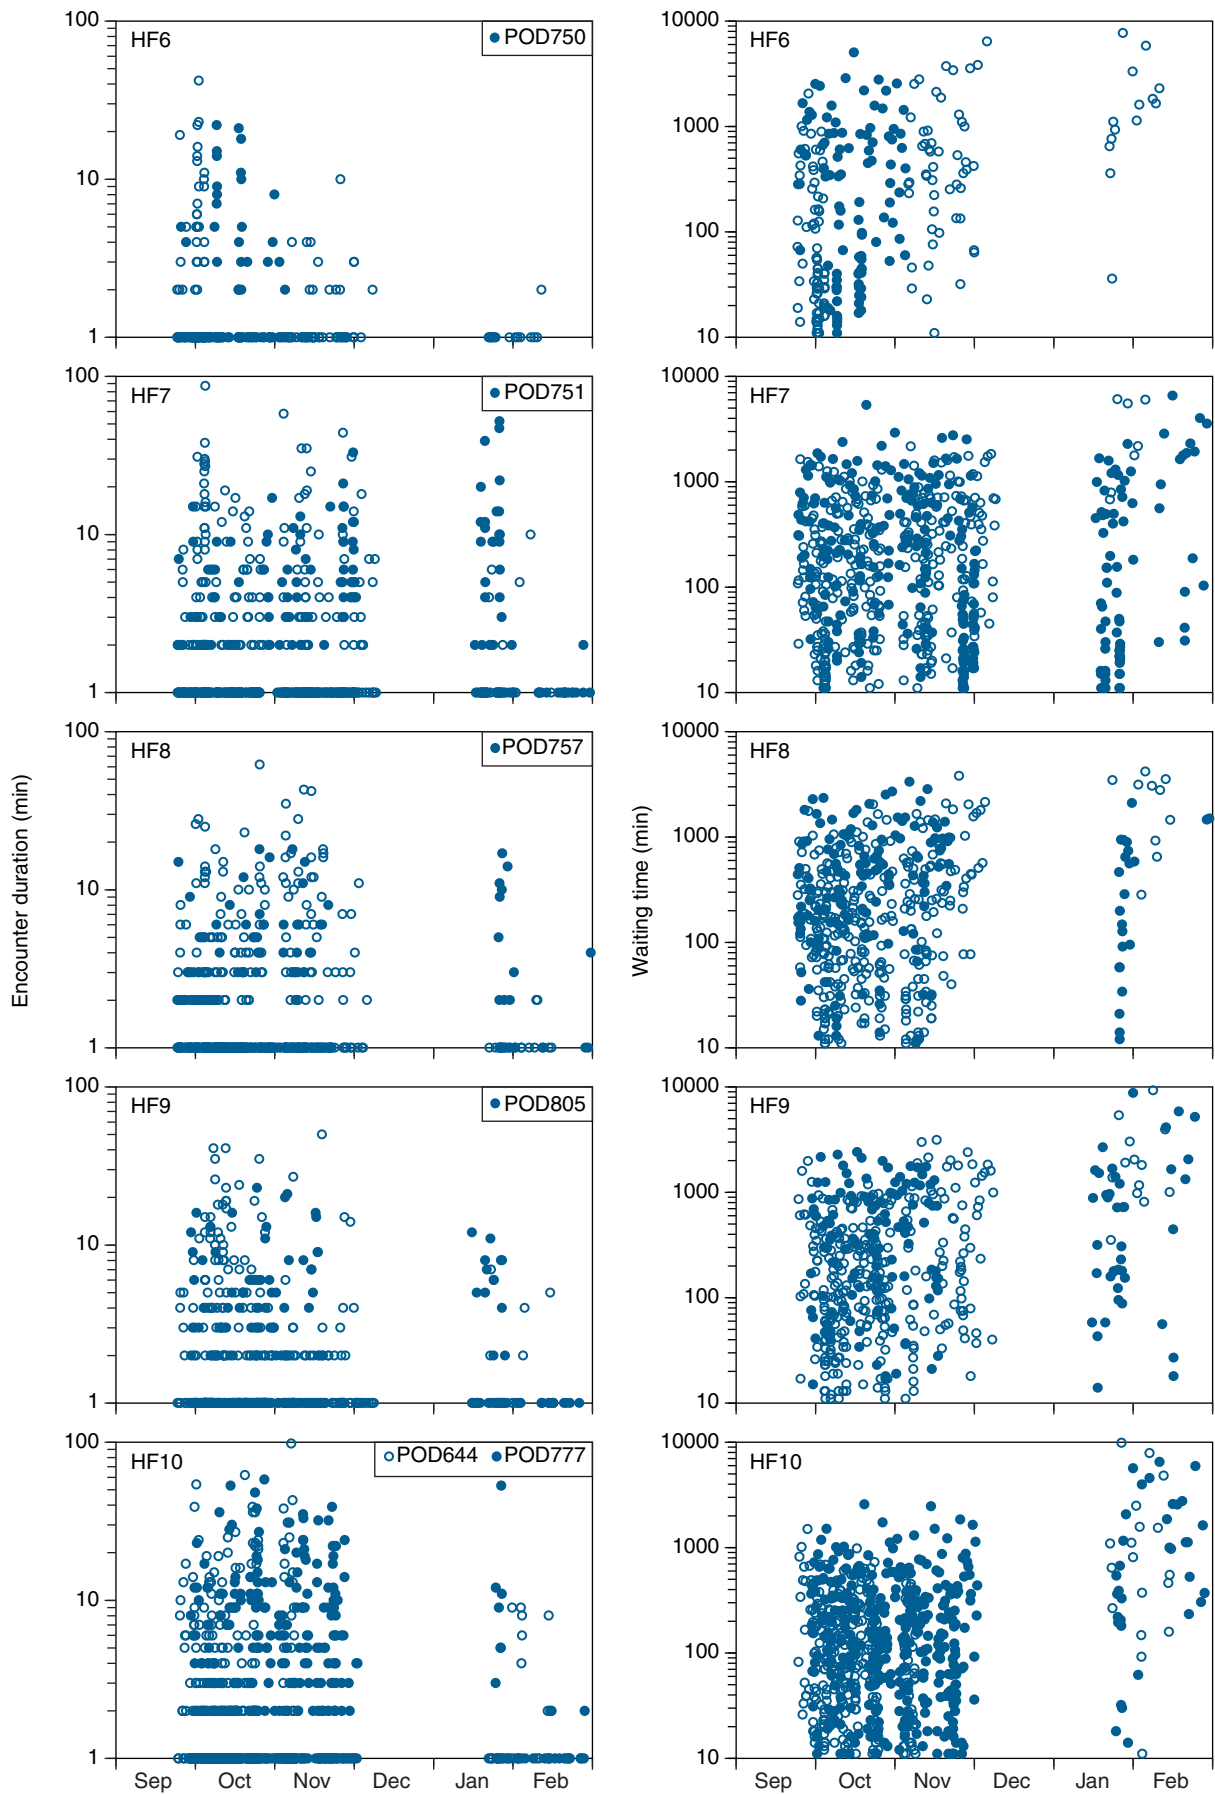 100 HF6 POD750 10000 HF6
10 1000
100
1 10
100 HF7 POD751 10000 HF7
10 1000
100
1 10
100 HF8 POD757 10000 HF8
10 1000
100
1 10
Encounter duration (min)
Waiting time (min)
100 HF9 POD805 10000 HF9
10 1000
100
1 10
100 HF10 POD644 POD777 10000 HF10
10 1000
100
1 10
Sep Oct Nov Dec Jan Feb Sep Oct Nov Dec Jan Feb